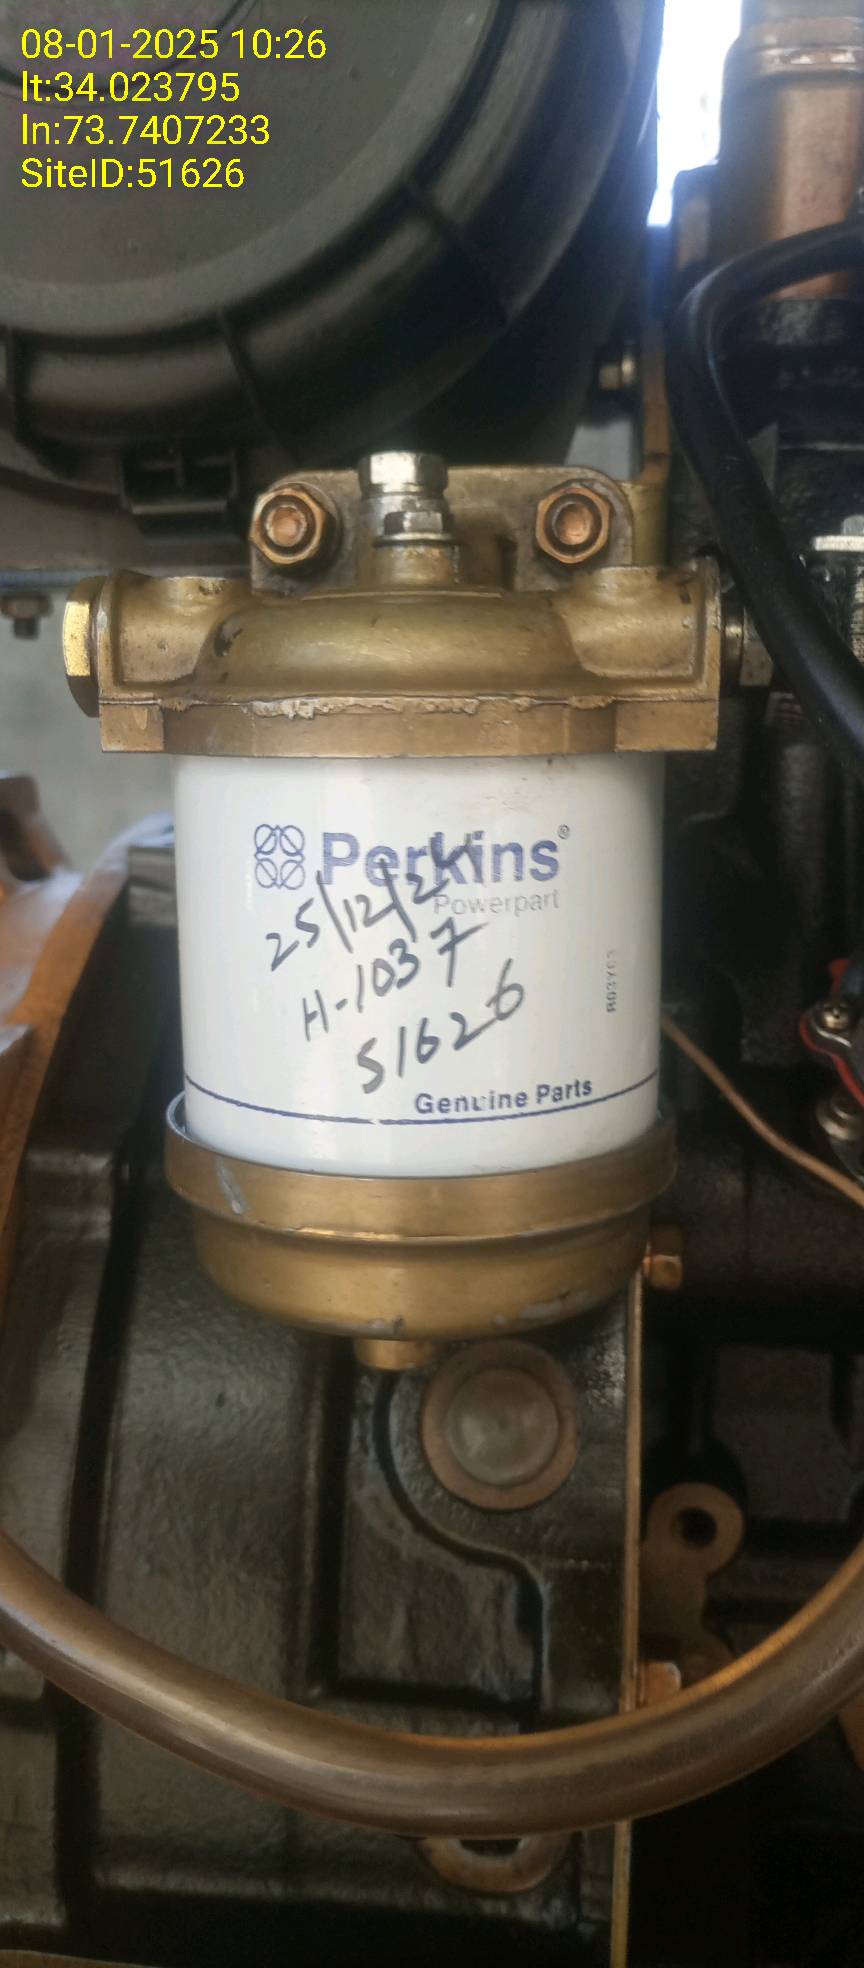 08-01-2025 10:26
lt:34.023795
ln:73.7407233
SiteID:51626
Perkins®
Powerpart
25/12/24
H-1037
51626
Genuine Parts